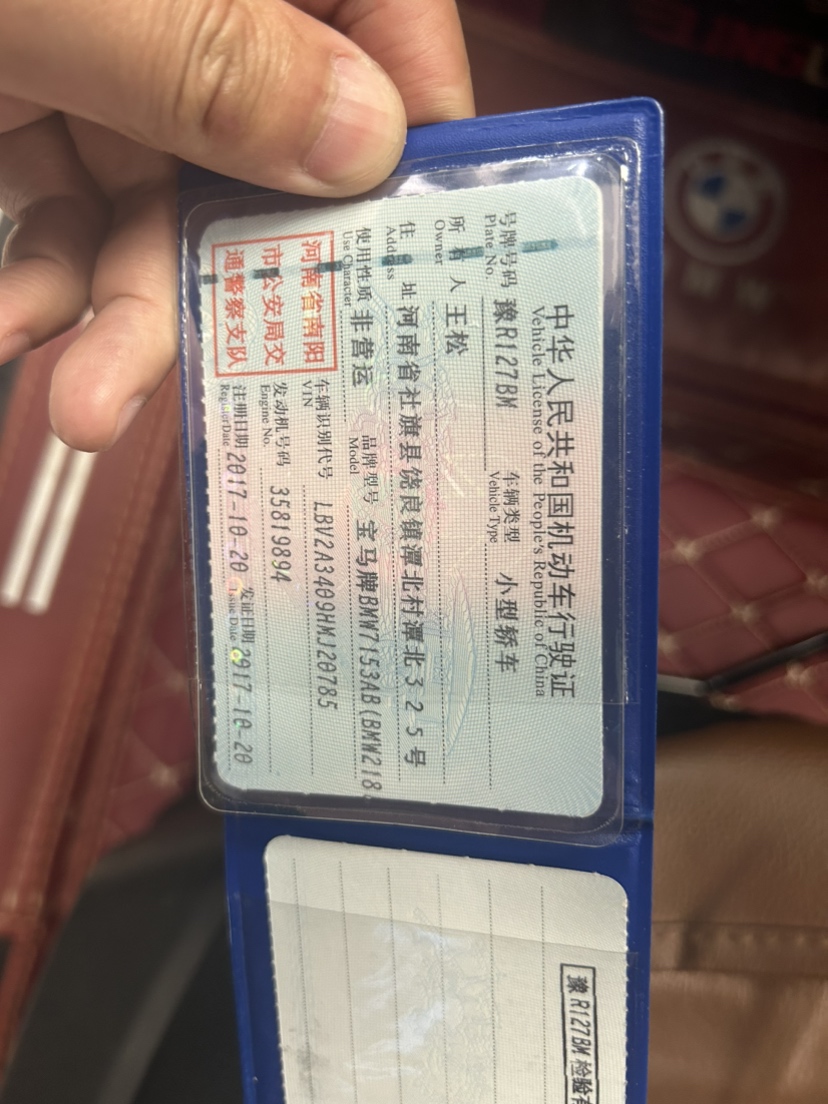 中华人民共和国机动车行驶证
Vehicle License of the People's Republic of China
号牌号码 豫R127BM 车辆类型 小型轿车
Plate No. Vehicle Type
所有人 王松
Owner
住址 河南省社旗县饶良镇潭北村潭北325号
Address
使用性质 非营运 品牌型号 宝马牌BMW7153AB(BMW218
Use Character Model
河南省南阳
市公安局交
通警察支队
车辆识别代号 LBV2A3409HMJ20785
VIN
发动机号码 35819894
Engine No.
注册日期 2017-10-20 发证日期 2017-10-20
Register Date Issue Date
豫R127BM 检验有